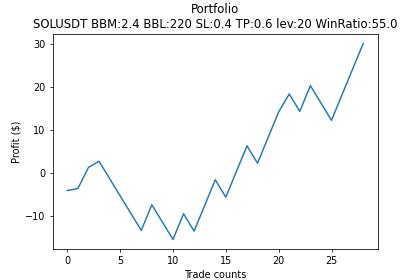 Portfolio
SOLUSDT BBM:2.4 BBL:220 SL:0.4 TP:0.6 lev:20 WinRatio:55.0
Profit ($)
30
20
10
0
−10
0
5
10
15
20
25
Trade counts